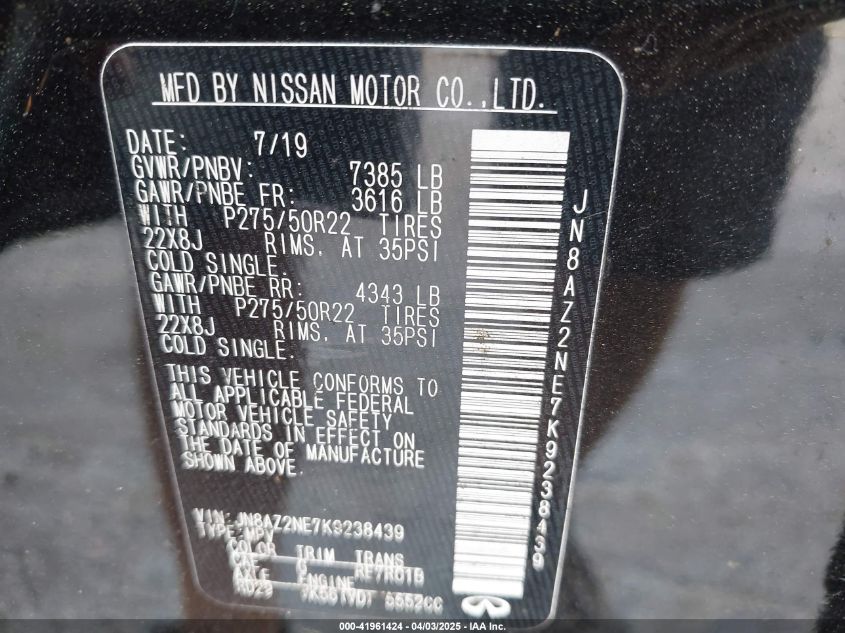 MFD BY NISSAN MOTOR CO.,LTD.
DATE: 7/19
GVWR/PNBV: 7385 LB
GAWR/PNBE FR: 3616 LB
WITH P275/50R22 TIRES
22X8J RIMS, AT 35PSI
COLD SINGLE.
GAWR/PNBE RR: 4343 LB
WITH P275/50R22 TIRES
22X8J RIMS, AT 35PSI
COLD SINGLE.
THIS VEHICLE CONFORMS TO
ALL APPLICABLE FEDERAL
MOTOR VEHICLE SAFETY
STANDARDS IN EFFECT ON
THE DATE OF MANUFACTURE
SHOWN ABOVE.
VIN: JN8AZ2NE7K9238439
TYPE: MPV
COLOR TRIM TRANS
G RE7R01B
AXLE ENGINE
5552CC
JN8AZ2NE7K9238439
000-41961424 | 04/03/2025 - IAA Inc.